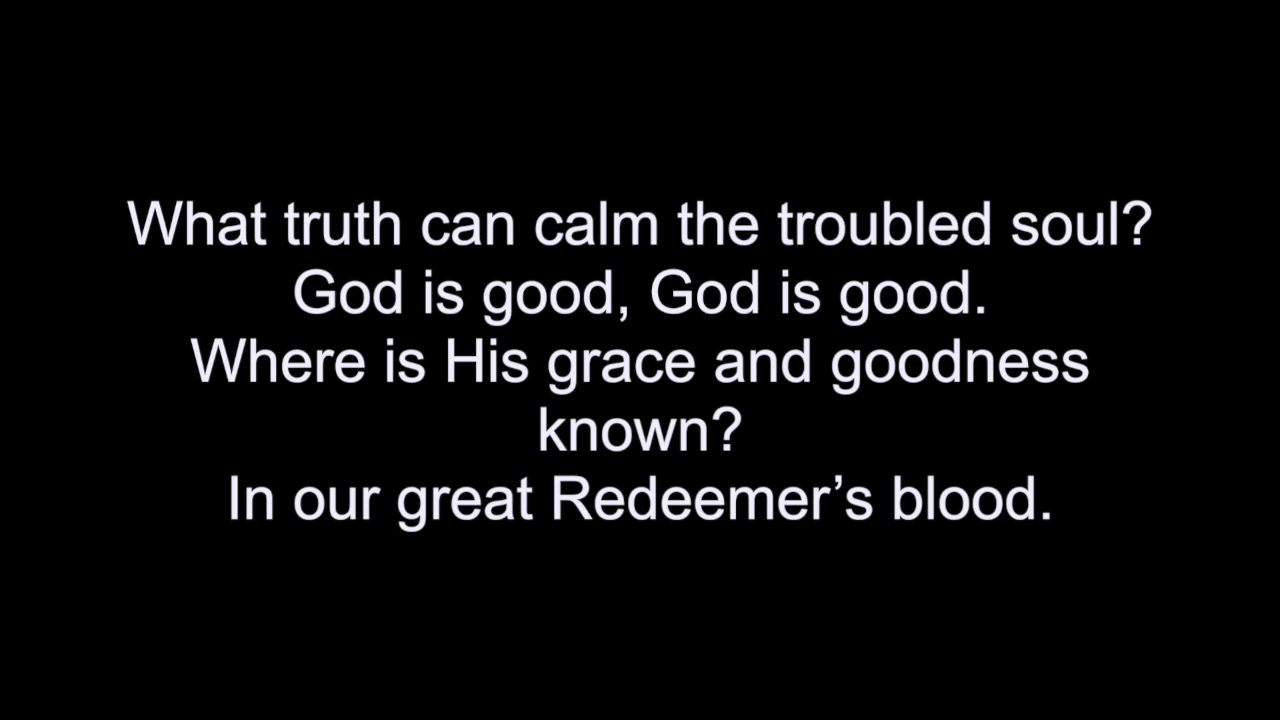 What truth can calm the troubled soul?
God is good, God is good.
Where is His grace and goodness
known?
In our great Redeemer’s blood.